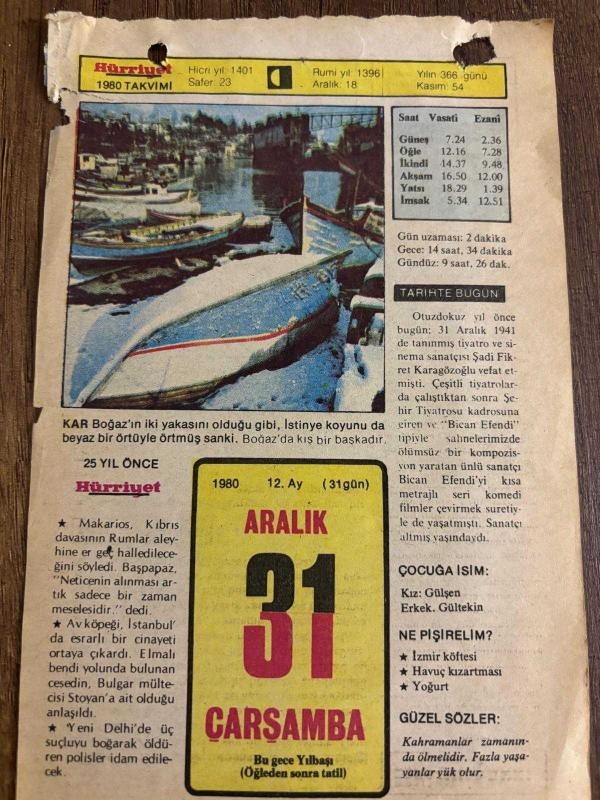 Hürriyet
1980 TAKVİMİ
Hicri yıl: 1401
Safer: 23
Rumi yıl: 1396
Aralık: 18
Yılın 366. günü
Kasım: 54
Saat Vasati Ezani
Güneş 7.24 2.36
Öğle 12.16 7.28
İkindi 14.37 9.48
Akşam 16.50 12.00
Yatsı 18.29 1.39
İmsak 5.34 12.51
Gün uzaması: 2 dakika
Gece: 14 saat, 34 dakika
Gündüz: 9 saat, 26 dak.
TARİHTE BUGÜN
Otuzdokuz yıl önce
bugün; 31 Aralık 1941
de tanınmış tiyatro ve si-
nema sanatçısı Şadi Fik-
ret Karagözoğlu vefat et-
mişti. Çeşitli tiyatrolar-
da çalıştıktan sonra Şe-
hir Tiyatrosu kadrosuna
giren ve "Bican Efendi"
tipiyle sahnelerimizde
ölümsüz bir kompozis-
yon yaratan ünlü sanatçı
Bican Efendi'yi kısa
metrajlı seri komedi
filmler çevirmek suretiy-
le de yaşatmıştı. Sanatçı
altmış yaşındaydı.
KAR Boğaz'ın iki yakasını olduğu gibi, İstinye koyunu da
beyaz bir örtüyle örtmüş sanki. Boğaz'da kış bir başkadır.
25 YIL ÖNCE
Hürriyet
★ Makarios, Kıbrıs
davasının Rumlar aley-
hine er geç halledilece-
ğini söyledi. Başpapaz,
"Neticenin alınması ar-
tık sadece bir zaman
meselesidir." dedi.
★ Av köpeği, İstanbul'
da esrarlı bir cinayeti
ortaya çıkardı. Elmalı
bendi yolunda bulunan
cesedin, Bulgar mülte-
cisi Stoyan'a ait olduğu
anlaşıldı.
★ Yeni Delhi'de üç
suçluyu boğarak öldü-
ren polisler idam edile-
cek.
1980 12. Ay (31 gün)
ARALIK
31
ÇARŞAMBA
Bu gece Yılbaşı
(Öğleden sonra tatil)
ÇOCUĞA İSİM:
Kız: Gülşen
Erkek. Gültekin
NE PİŞİRELİM?
★ İzmir köftesi
★ Havuç kızartması
★ Yoğurt
GÜZEL SÖZLER:
Kahramanlar zamanın-
da ölmelidir. Fazla yaşa-
yanlar yük olur.